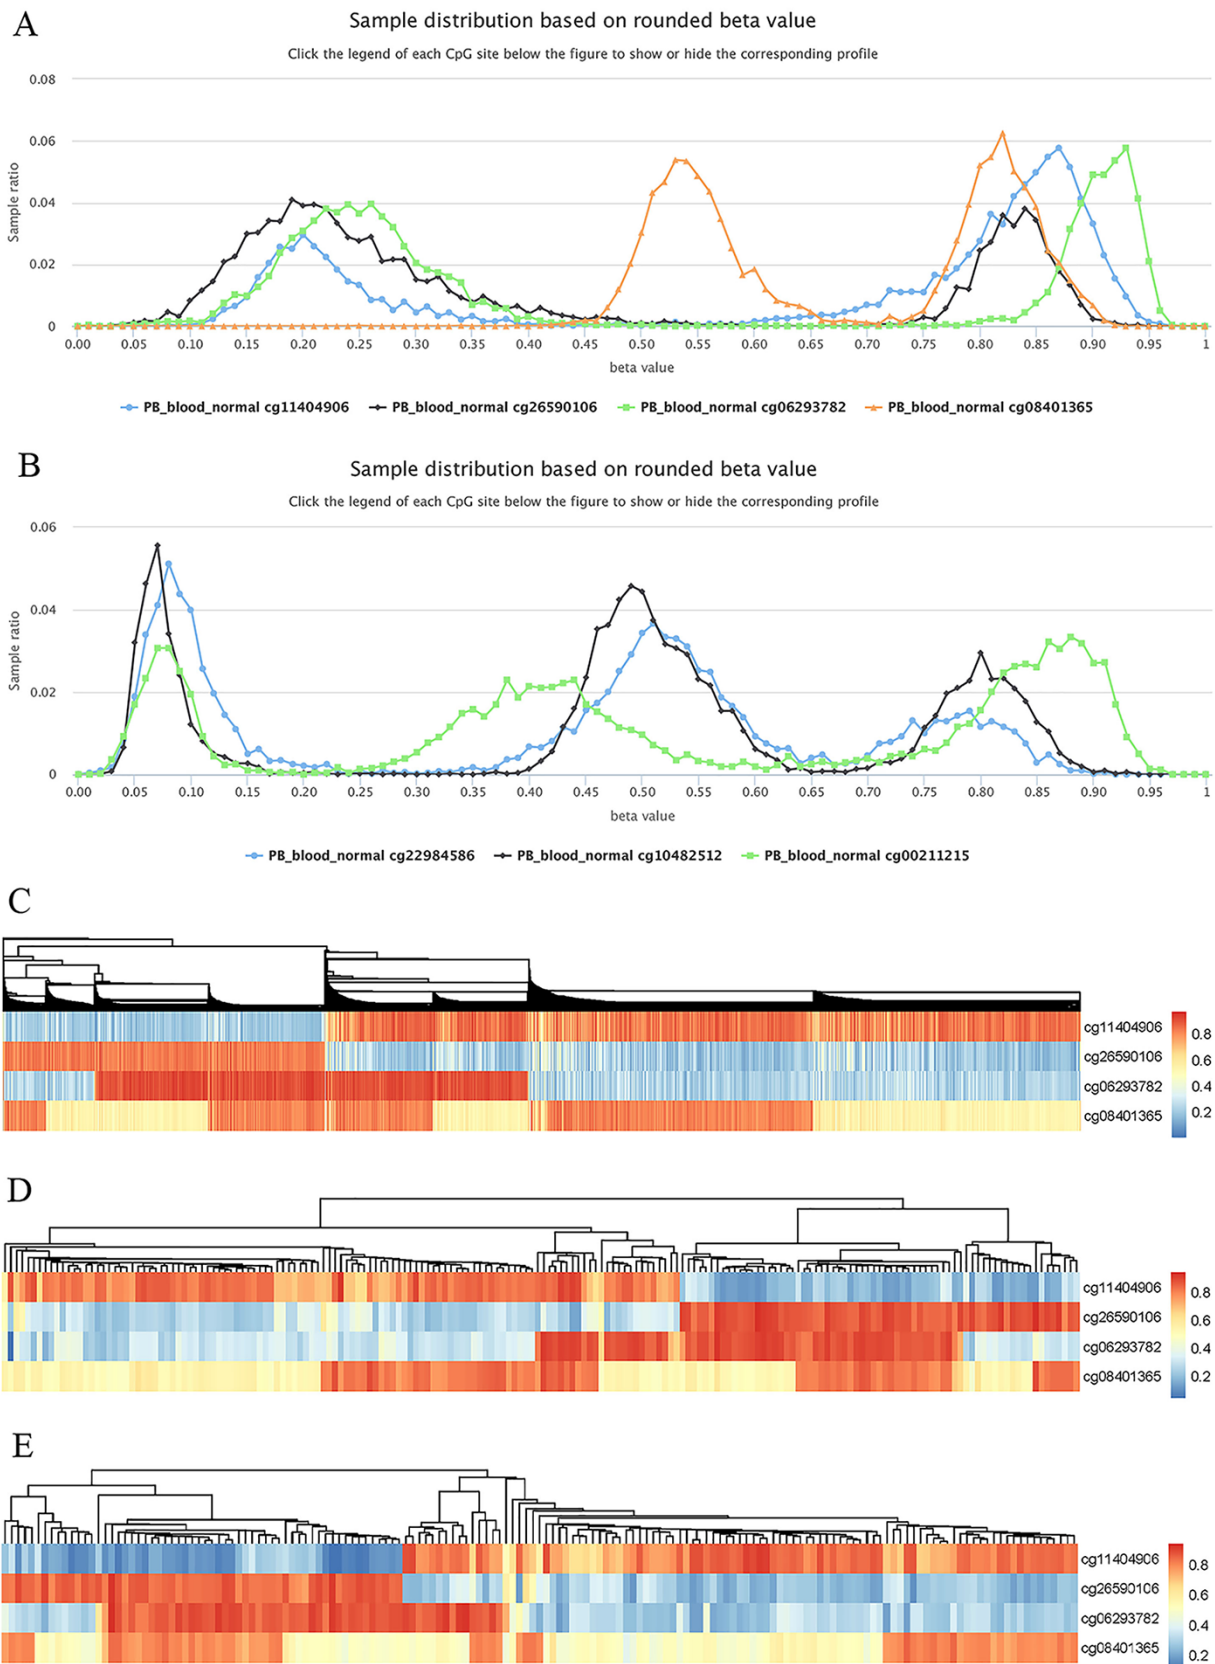 A
Sample distribution based on rounded beta value
Click the legend of each CpG site below the figure to show or hide the corresponding profile
Sample ratio
0.08
0.06
0.04
0.02
0
0.00 0.05 0.10 0.15 0.20 0.25 0.30 0.35 0.40 0.45 0.50 0.55 0.60 0.65 0.70 0.75 0.80 0.85 0.90 0.95 1
beta value
PB_blood_normal cg11404906 PB_blood_normal cg26590106 PB_blood_normal cg06293782 PB_blood_normal cg08401365
B
Sample distribution based on rounded beta value
Click the legend of each CpG site below the figure to show or hide the corresponding profile
Sample ratio
0.06
0.04
0.02
0
0.00 0.05 0.10 0.15 0.20 0.25 0.30 0.35 0.40 0.45 0.50 0.55 0.60 0.65 0.70 0.75 0.80 0.85 0.90 0.95 1
beta value
PB_blood_normal cg22984586 PB_blood_normal cg10482512 PB_blood_normal cg00211215
C
cg11404906
cg26590106
cg06293782
cg08401365
0.8
0.6
0.4
0.2
D
cg11404906
cg26590106
cg06293782
cg08401365
0.8
0.6
0.4
0.2
E
cg11404906
cg26590106
cg06293782
cg08401365
0.8
0.6
0.4
0.2